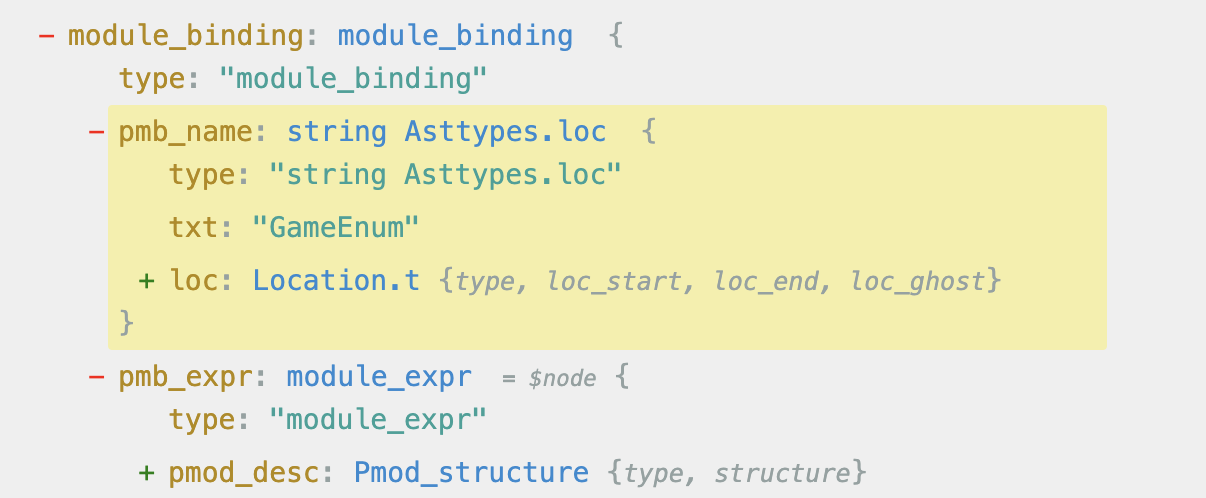 − module_binding: module_binding {
type: "module_binding"
− pmb_name: string Asttypes.loc {
type: "string Asttypes.loc"
txt: "GameEnum"
+ loc: Location.t {type, loc_start, loc_end, loc_ghost}
}
− pmb_expr: module_expr = $node {
type: "module_expr"
+ pmod_desc: Pmod_structure {type, structure}